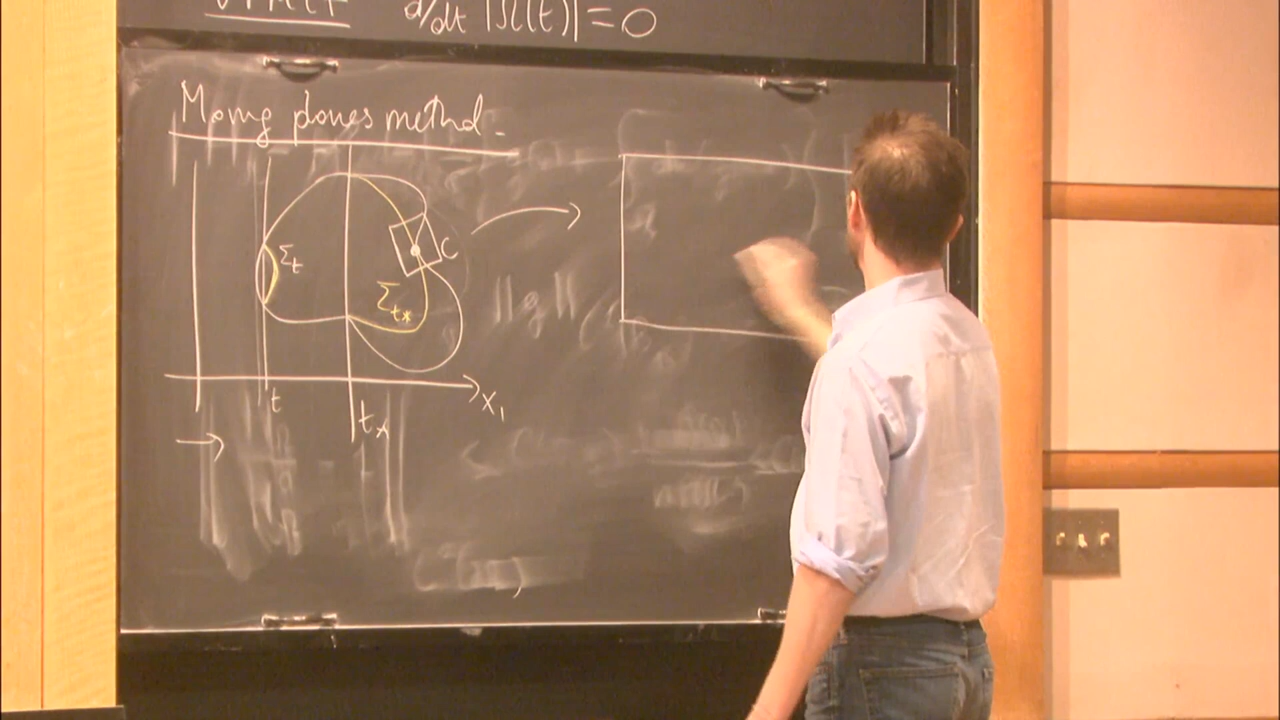 d/dt |Ω(t)| = 0
Moving planes method.
Σt
C
Σt*
t
t*
x₁